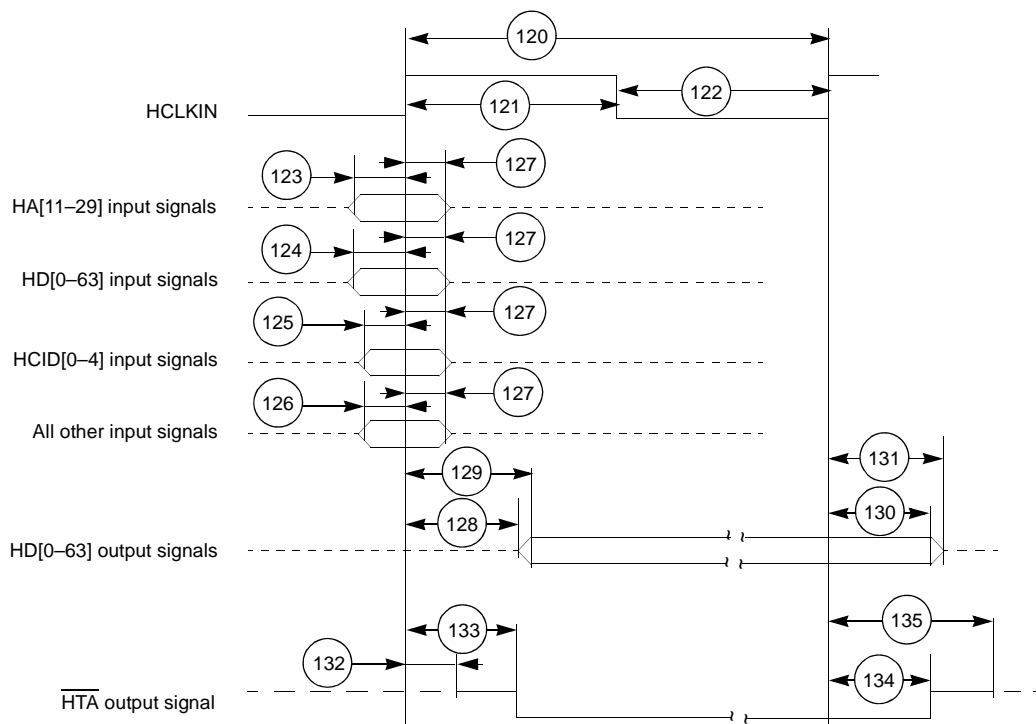 120
HCLKIN
121
122
123
127
HA[11–29] input signals
124
127
HD[0–63] input signals
125
127
HCID[0–4] input signals
126
127
All other input signals
129
131
128
130
HD[0–63] output signals
133
135
132
134
HTA output signal